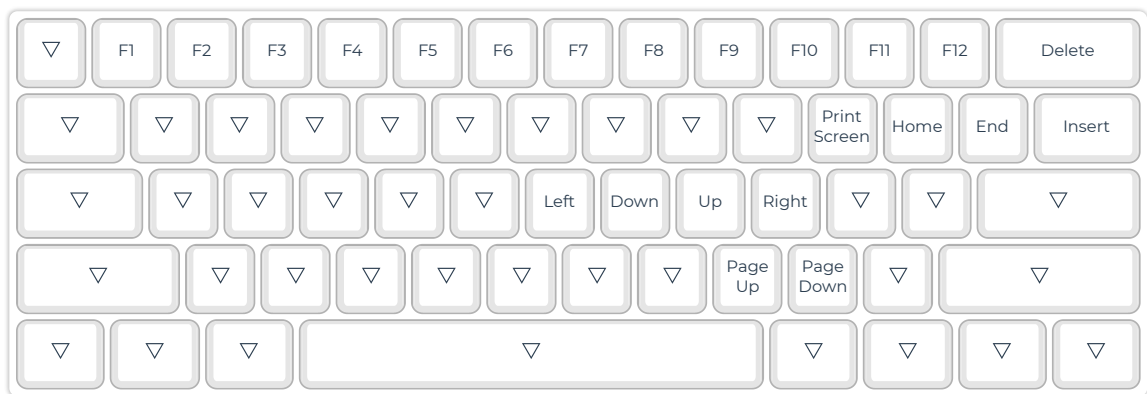 ▽ F1 F2 F3 F4 F5 F6 F7 F8 F9 F10 F11 F12 Delete
▽ ▽ ▽ ▽ ▽ ▽ ▽ ▽ ▽ ▽ Print Screen Home End Insert
▽ ▽ ▽ ▽ ▽ ▽ Left Down Up Right ▽ ▽ ▽
▽ ▽ ▽ ▽ ▽ ▽ ▽ ▽ Page Up Page Down ▽ ▽
▽ ▽ ▽ ▽ ▽ ▽ ▽ ▽